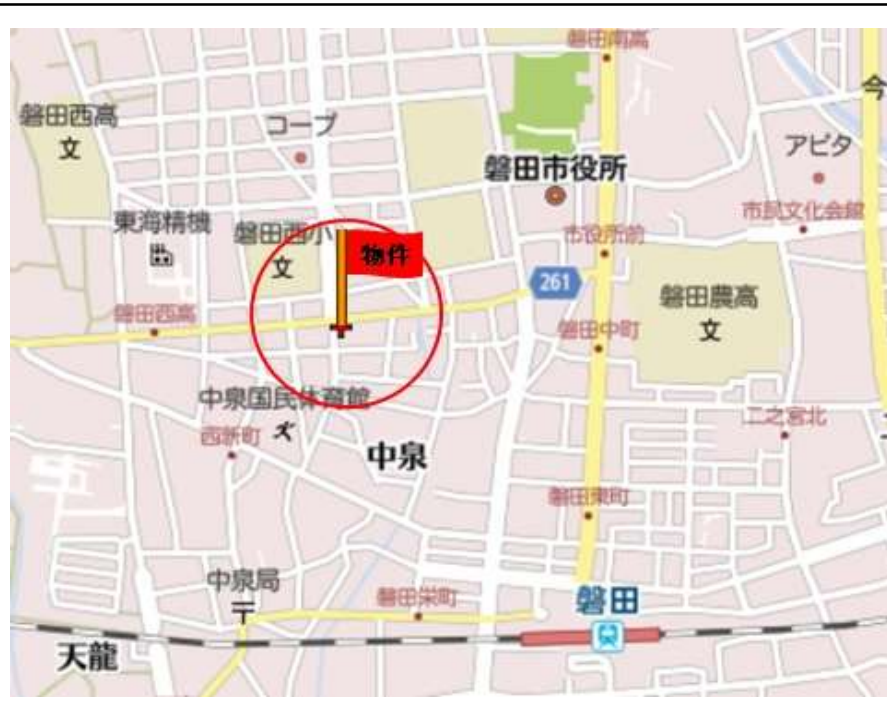 磐田南高
今
磐田西高
文
コープ
アピタ
磐田市役所
市民文化会館
東海精機
磐田西小
文
物件
市役所前
261
磐田農高
文
磐田西高
磐田中町
中泉国民体育館
二之宮北
西新町
中泉
磐田東町
中泉局
磐田栄町
磐田
天龍